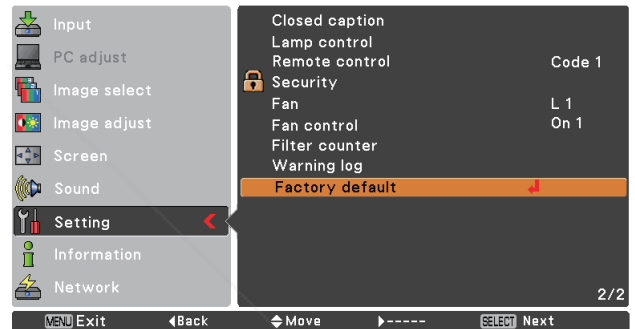 Input
PC adjust
Image select
Image adjust
Screen
Sound
Setting
Information
Network
Closed caption
Lamp control
Remote control Code 1
Security
Fan L 1
Fan control On 1
Filter counter
Warning log
Factory default
2/2
MENU Exit ◀Back ◆Move ▶----- SELECT Next